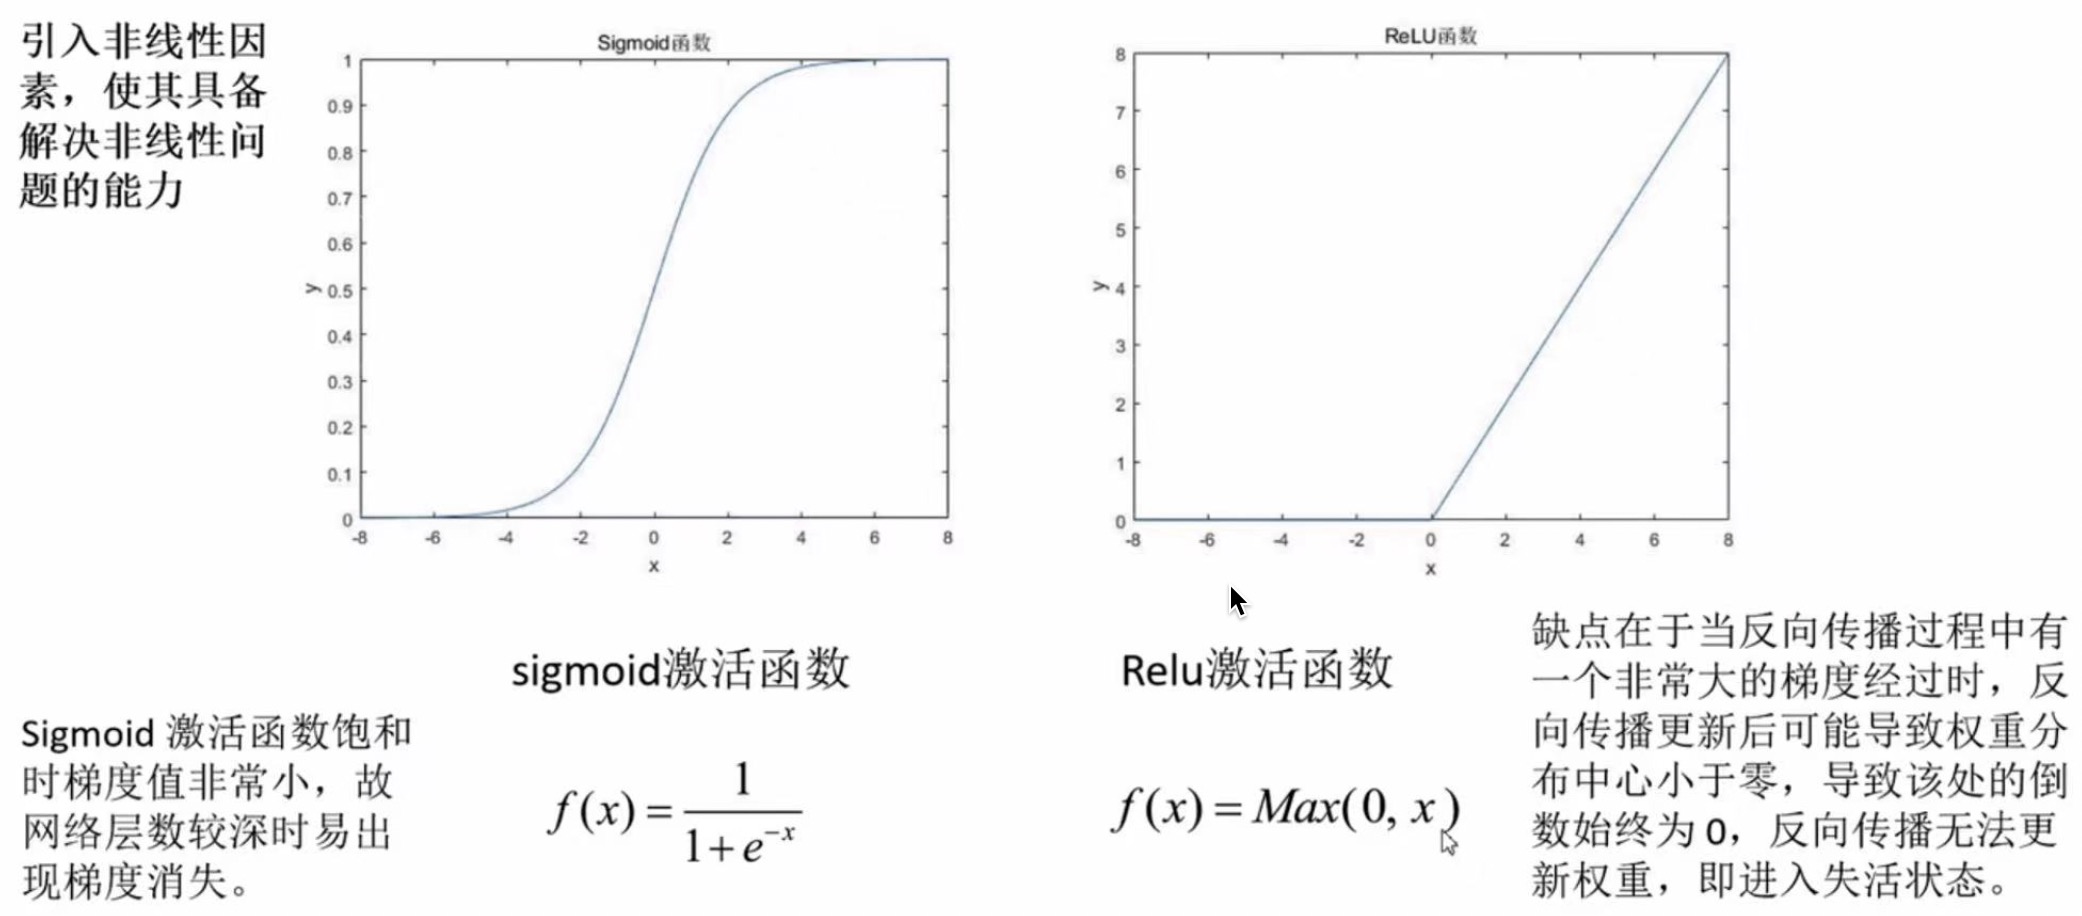 引入非线性因
素，使其具备
解决非线性问
题的能力
Sigmoid函数
1
0.9
0.8
0.7
0.6
0.5
0.4
0.3
0.2
0.1
0
y
-8 -6 -4 -2 0 2 4 6 8
x
ReLU函数
8
7
6
5
4
3
2
1
0
y
-8 -6 -4 -2 0 2 4 6 8
x
sigmoid激活函数
Relu激活函数
Sigmoid 激活函数饱和
时梯度值非常小，故
网络层数较深时易出
现梯度消失。
f(x) = 1 / (1+e^{-x})
f(x) = Max(0, x)
缺点在于当反向传播过程中有
一个非常大的梯度经过时，反
向传播更新后可能导致权重分
布中心小于零，导致该处的倒
数始终为 0，反向传播无法更
新权重，即进入失活状态。